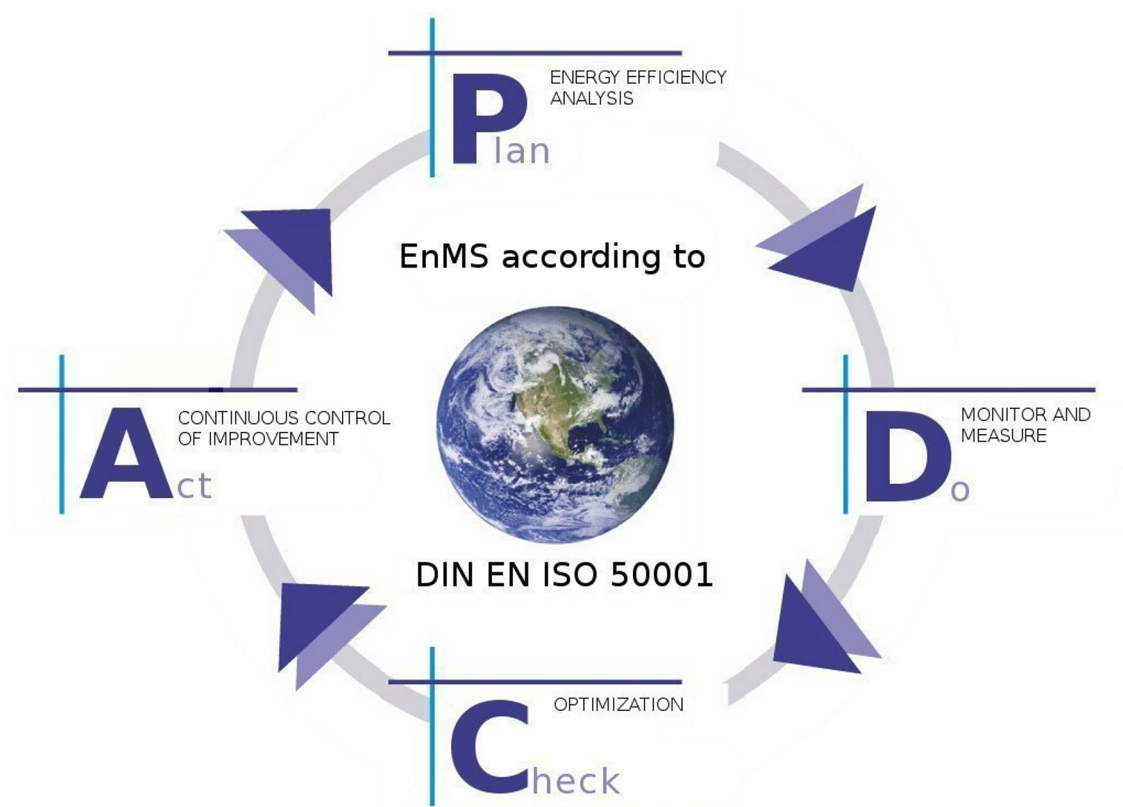 ENERGY EFFICIENCY
ANALYSIS
Plan
EnMS according to
CONTINUOUS CONTROL
OF IMPROVEMENT
Act
MONITOR AND
MEASURE
Do
DIN EN ISO 50001
OPTIMIZATION
Check